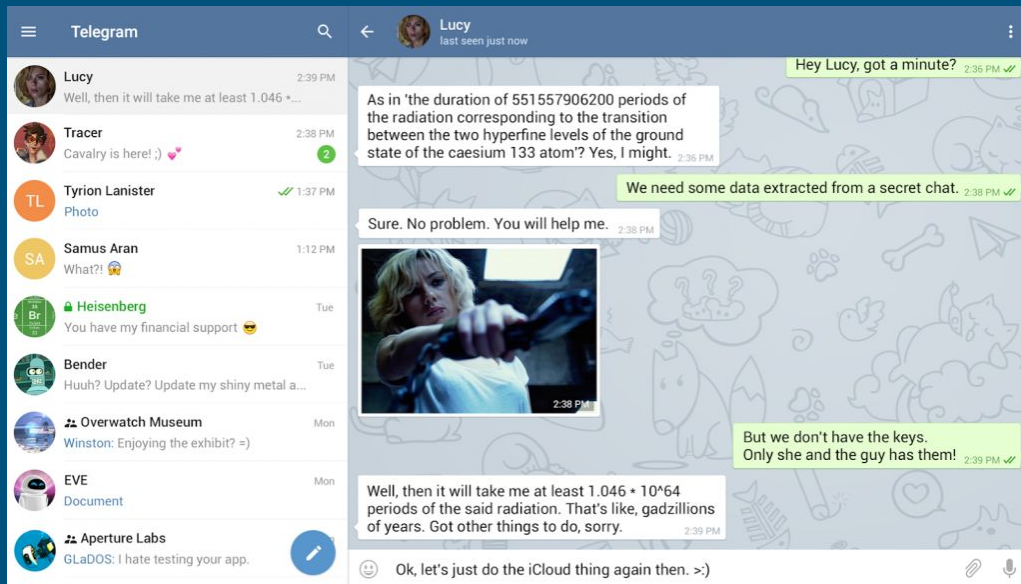 Telegram
Lucy
2:39 PM
Well, then it will take me at least 1.046 *...
Tracer
2:38 PM
Cavalry is here! ;) 💕
2
TL
Tyrion Lanister
1:37 PM
Photo
SA
Samus Aran
1:12 PM
What?! 😱
Br
Heisenberg
Tue
You have my financial support 😎
Bender
Tue
Huuh? Update? Update my shiny metal a...
Overwatch Museum
Mon
Winston: Enjoying the exhibit? =)
EVE
Mon
Document
Aperture Labs
GLaDOS: I hate testing your app.
Lucy
last seen just now
Hey Lucy, got a minute? 2:36 PM
As in 'the duration of 551557906200 periods of
the radiation corresponding to the transition
between the two hyperfine levels of the ground
state of the caesium 133 atom'? Yes, I might. 2:36 PM
We need some data extracted from a secret chat. 2:38 PM
Sure. No problem. You will help me. 2:38 PM
2:38 PM
But we don't have the keys.
Only she and the guy has them! 2:39 PM
Well, then it will take me at least 1.046 * 10^64
periods of the said radiation. That's like, gadzillions
of years. Got other things to do, sorry. 2:39 PM
Ok, let's just do the iCloud thing again then. >:)